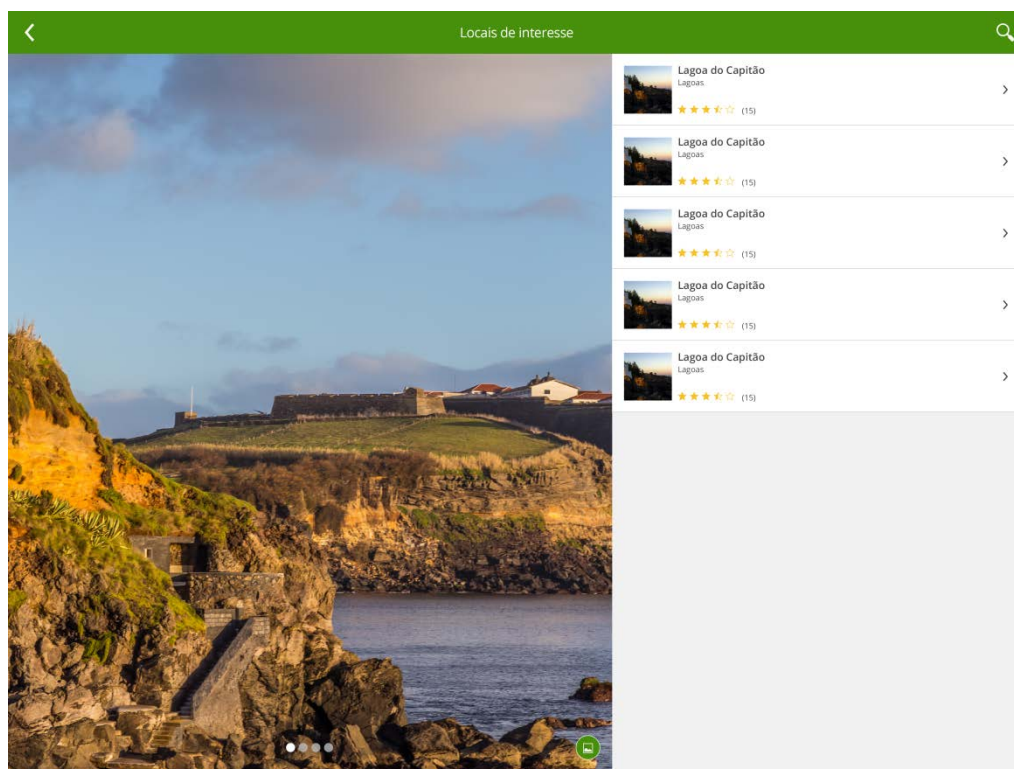 Locais de interesse
Lagoa do Capitão
Lagoas
(15)
Lagoa do Capitão
Lagoas
(15)
Lagoa do Capitão
Lagoas
(15)
Lagoa do Capitão
Lagoas
(15)
Lagoa do Capitão
Lagoas
(15)